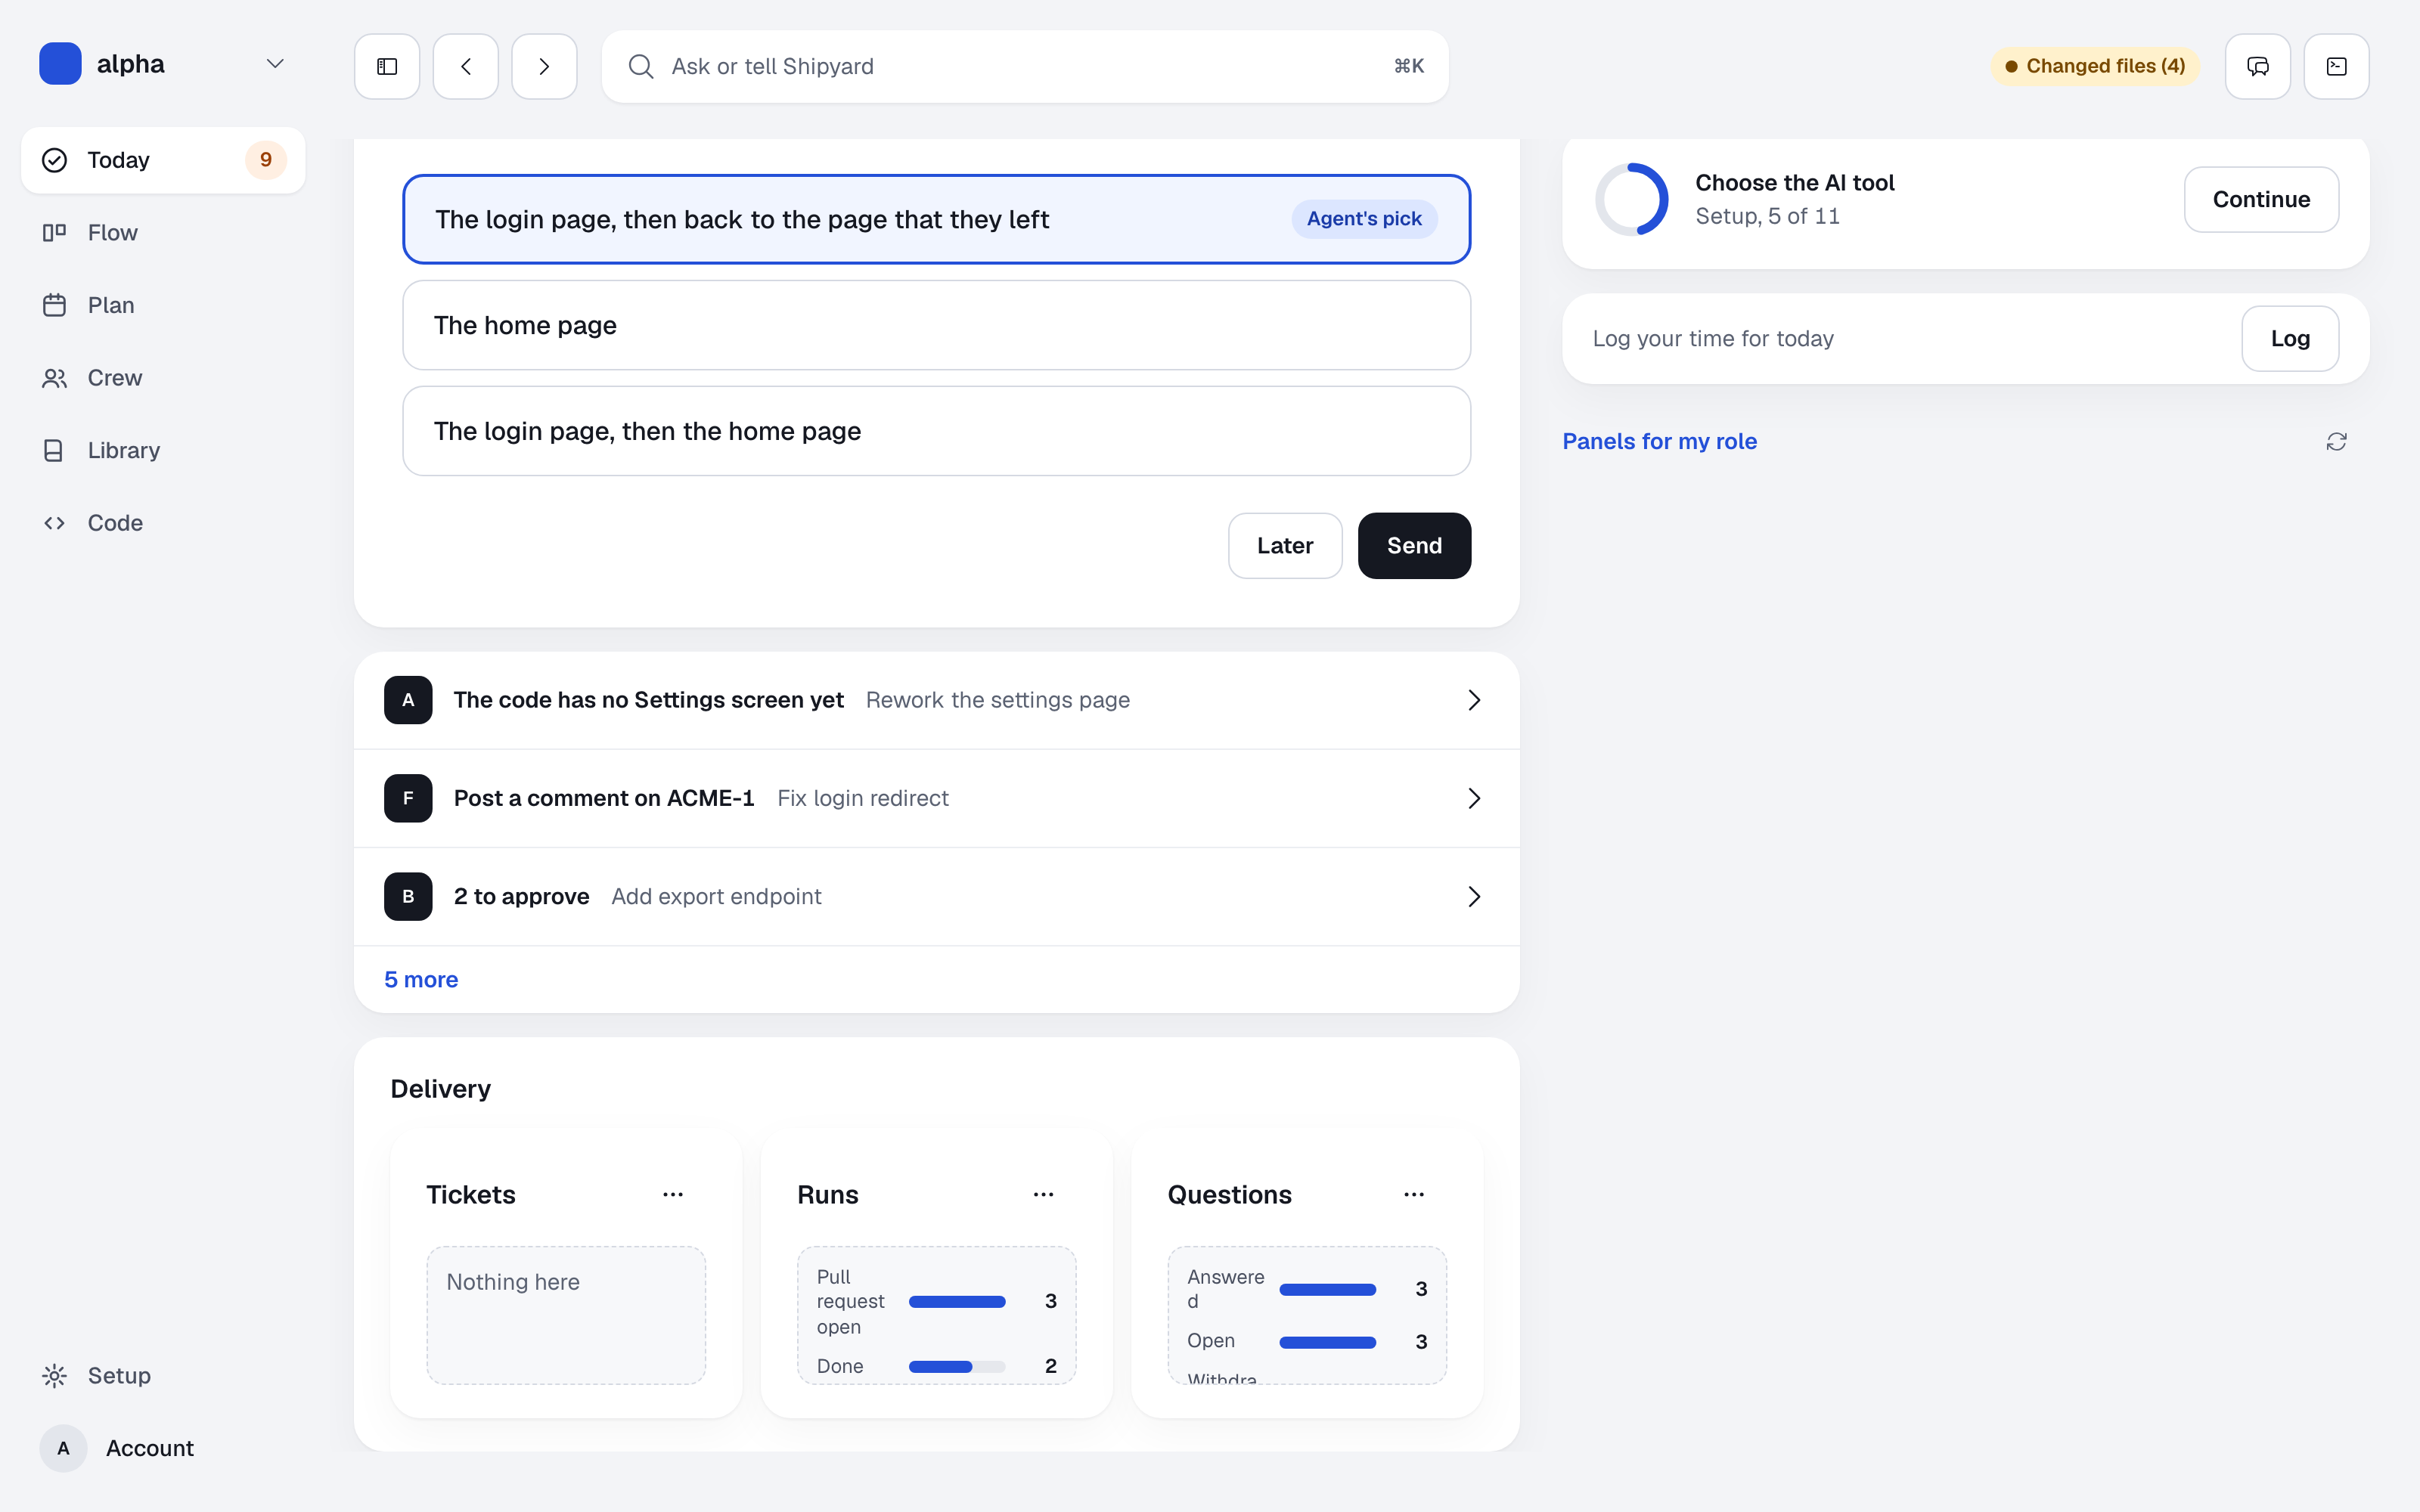 alpha
Ask or tell Shipyard
⌘K
Changed files (4)
Today
9
Flow
Plan
Crew
Library
Code
Setup
A
Account
The login page, then back to the page that they left
Agent's pick
The home page
The login page, then the home page
Later
Send
A
The code has no Settings screen yet
Rework the settings page
F
Post a comment on ACME-1
Fix login redirect
B
2 to approve
Add export endpoint
5 more
Delivery
Tickets
Nothing here
Runs
Pull
request
open
3
Done
2
Questions
Answere
d
3
Open
3
Withdra
Choose the AI tool
Setup, 5 of 11
Continue
Log your time for today
Log
Panels for my role